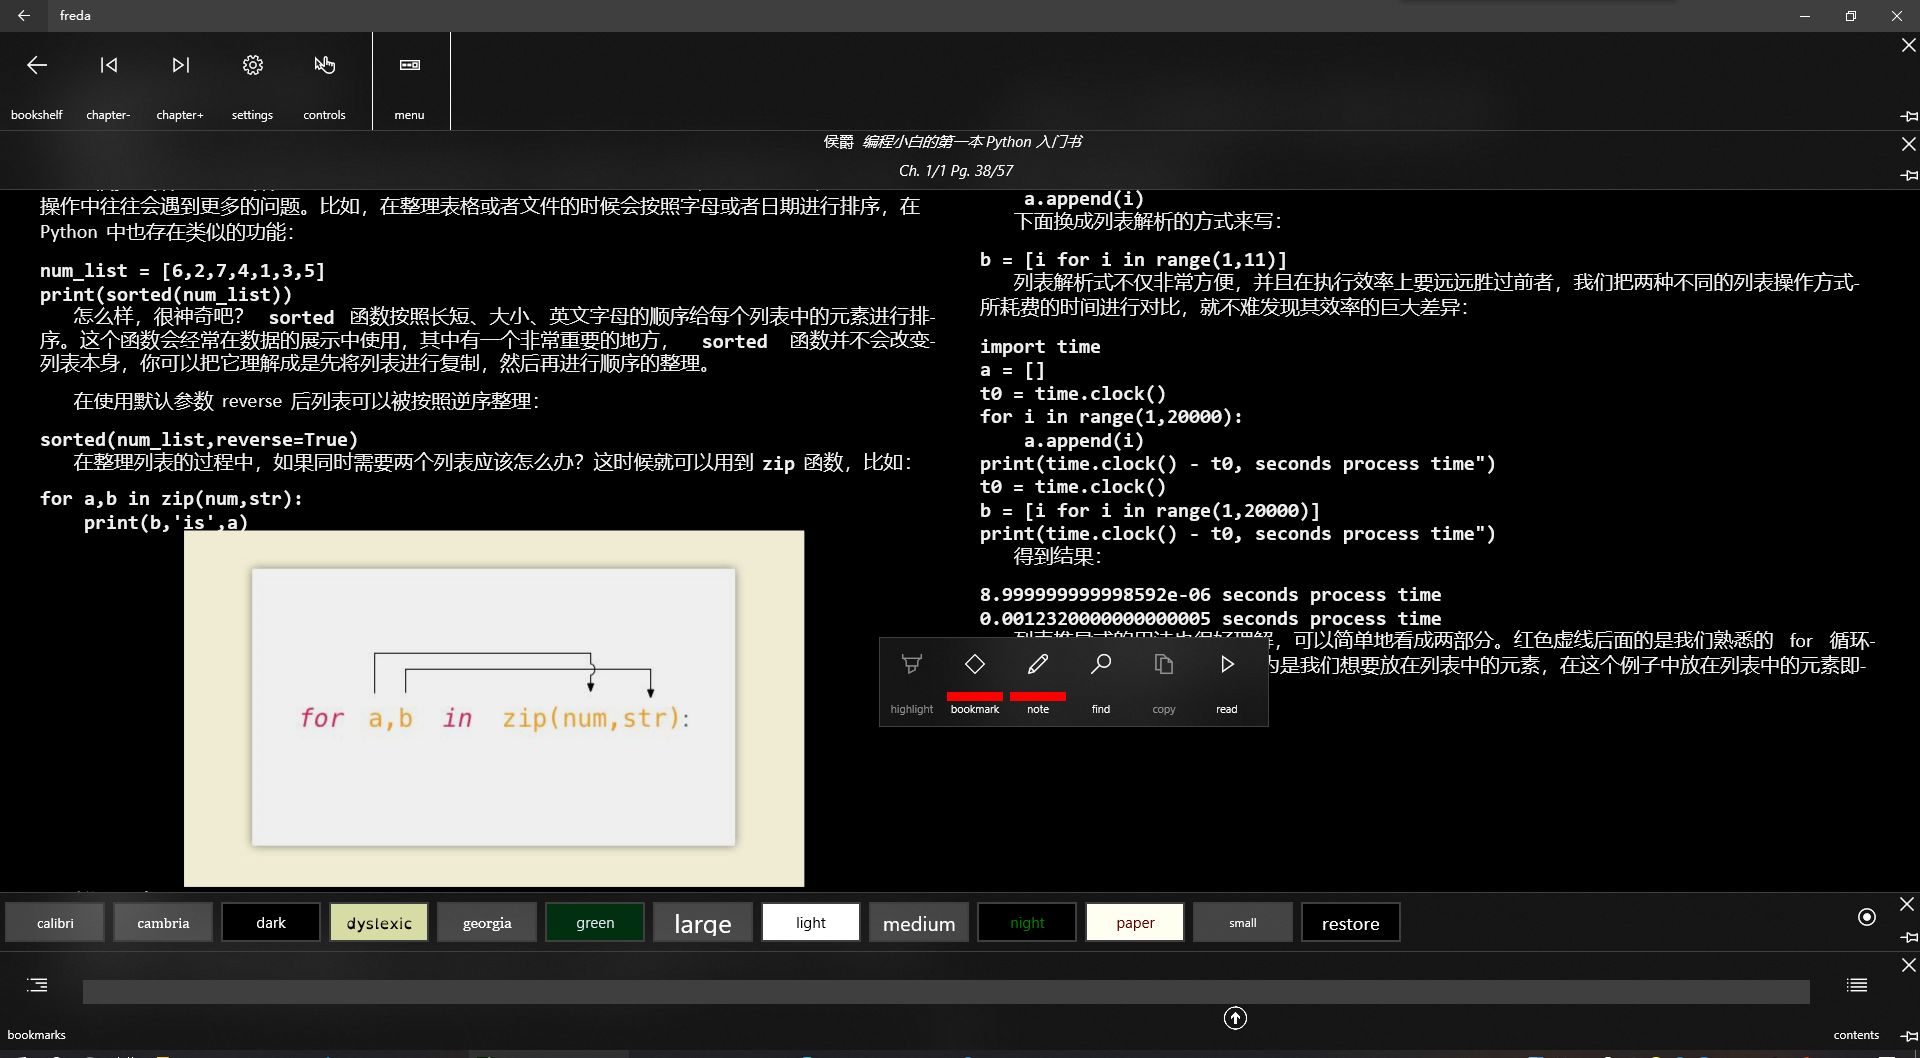 freda
bookshelf
chapter-
chapter+
settings
controls
menu
侯爵 编程小白的第一本 Python 入门书
Ch. 1/1 Pg. 38/57
操作中往往会遇到更多的问题。比如，在整理表格或者文件的时候会按照字母或者日期进行排序，在
Python 中也存在类似的功能：
num_list = [6,2,7,4,1,3,5]
print(sorted(num_list))
怎么样，很神奇吧？ sorted 函数按照长短、大小、英文字母的顺序给每个列表中的元素进行排-
序。这个函数会经常在数据的展示中使用，其中有一个非常重要的地方， sorted 函数并不会改变-
列表本身，你可以把它理解成是先将列表进行复制，然后再进行顺序的整理。
在使用默认参数 reverse 后列表可以被按照逆序整理：
sorted(num_list,reverse=True)
在整理列表的过程中，如果同时需要两个列表应该怎么办？这时候就可以用到 zip 函数，比如：
for a,b in zip(num,str):
print(b,'is',a)
for a,b in zip(num,str):
a.append(i)
下面换成列表解析的方式来写：
b = [i for i in range(1,11)]
列表解析式不仅非常方便，并且在执行效率上要远远胜过前者，我们把两种不同的列表操作方式-
所耗费的时间进行对比，就不难发现其效率的巨大差异：
import time
a = []
t0 = time.clock()
for i in range(1,20000):
a.append(i)
print(time.clock() - t0, seconds process time")
t0 = time.clock()
b = [i for i in range(1,20000)]
print(time.clock() - t0, seconds process time")
得到结果：
8.999999999998592e-06 seconds process time
0.0012320000000000005 seconds process time
列表推导式的用法也很好理解，可以简单地看成两部分。红色虚线后面的是我们熟悉的 for 循环-
是我们想要放在列表中的元素，在这个例子中放在列表中的元素即-
highlight
bookmark
note
find
copy
read
calibri
cambria
dark
dyslexic
georgia
green
large
light
medium
night
paper
small
restore
bookmarks
contents